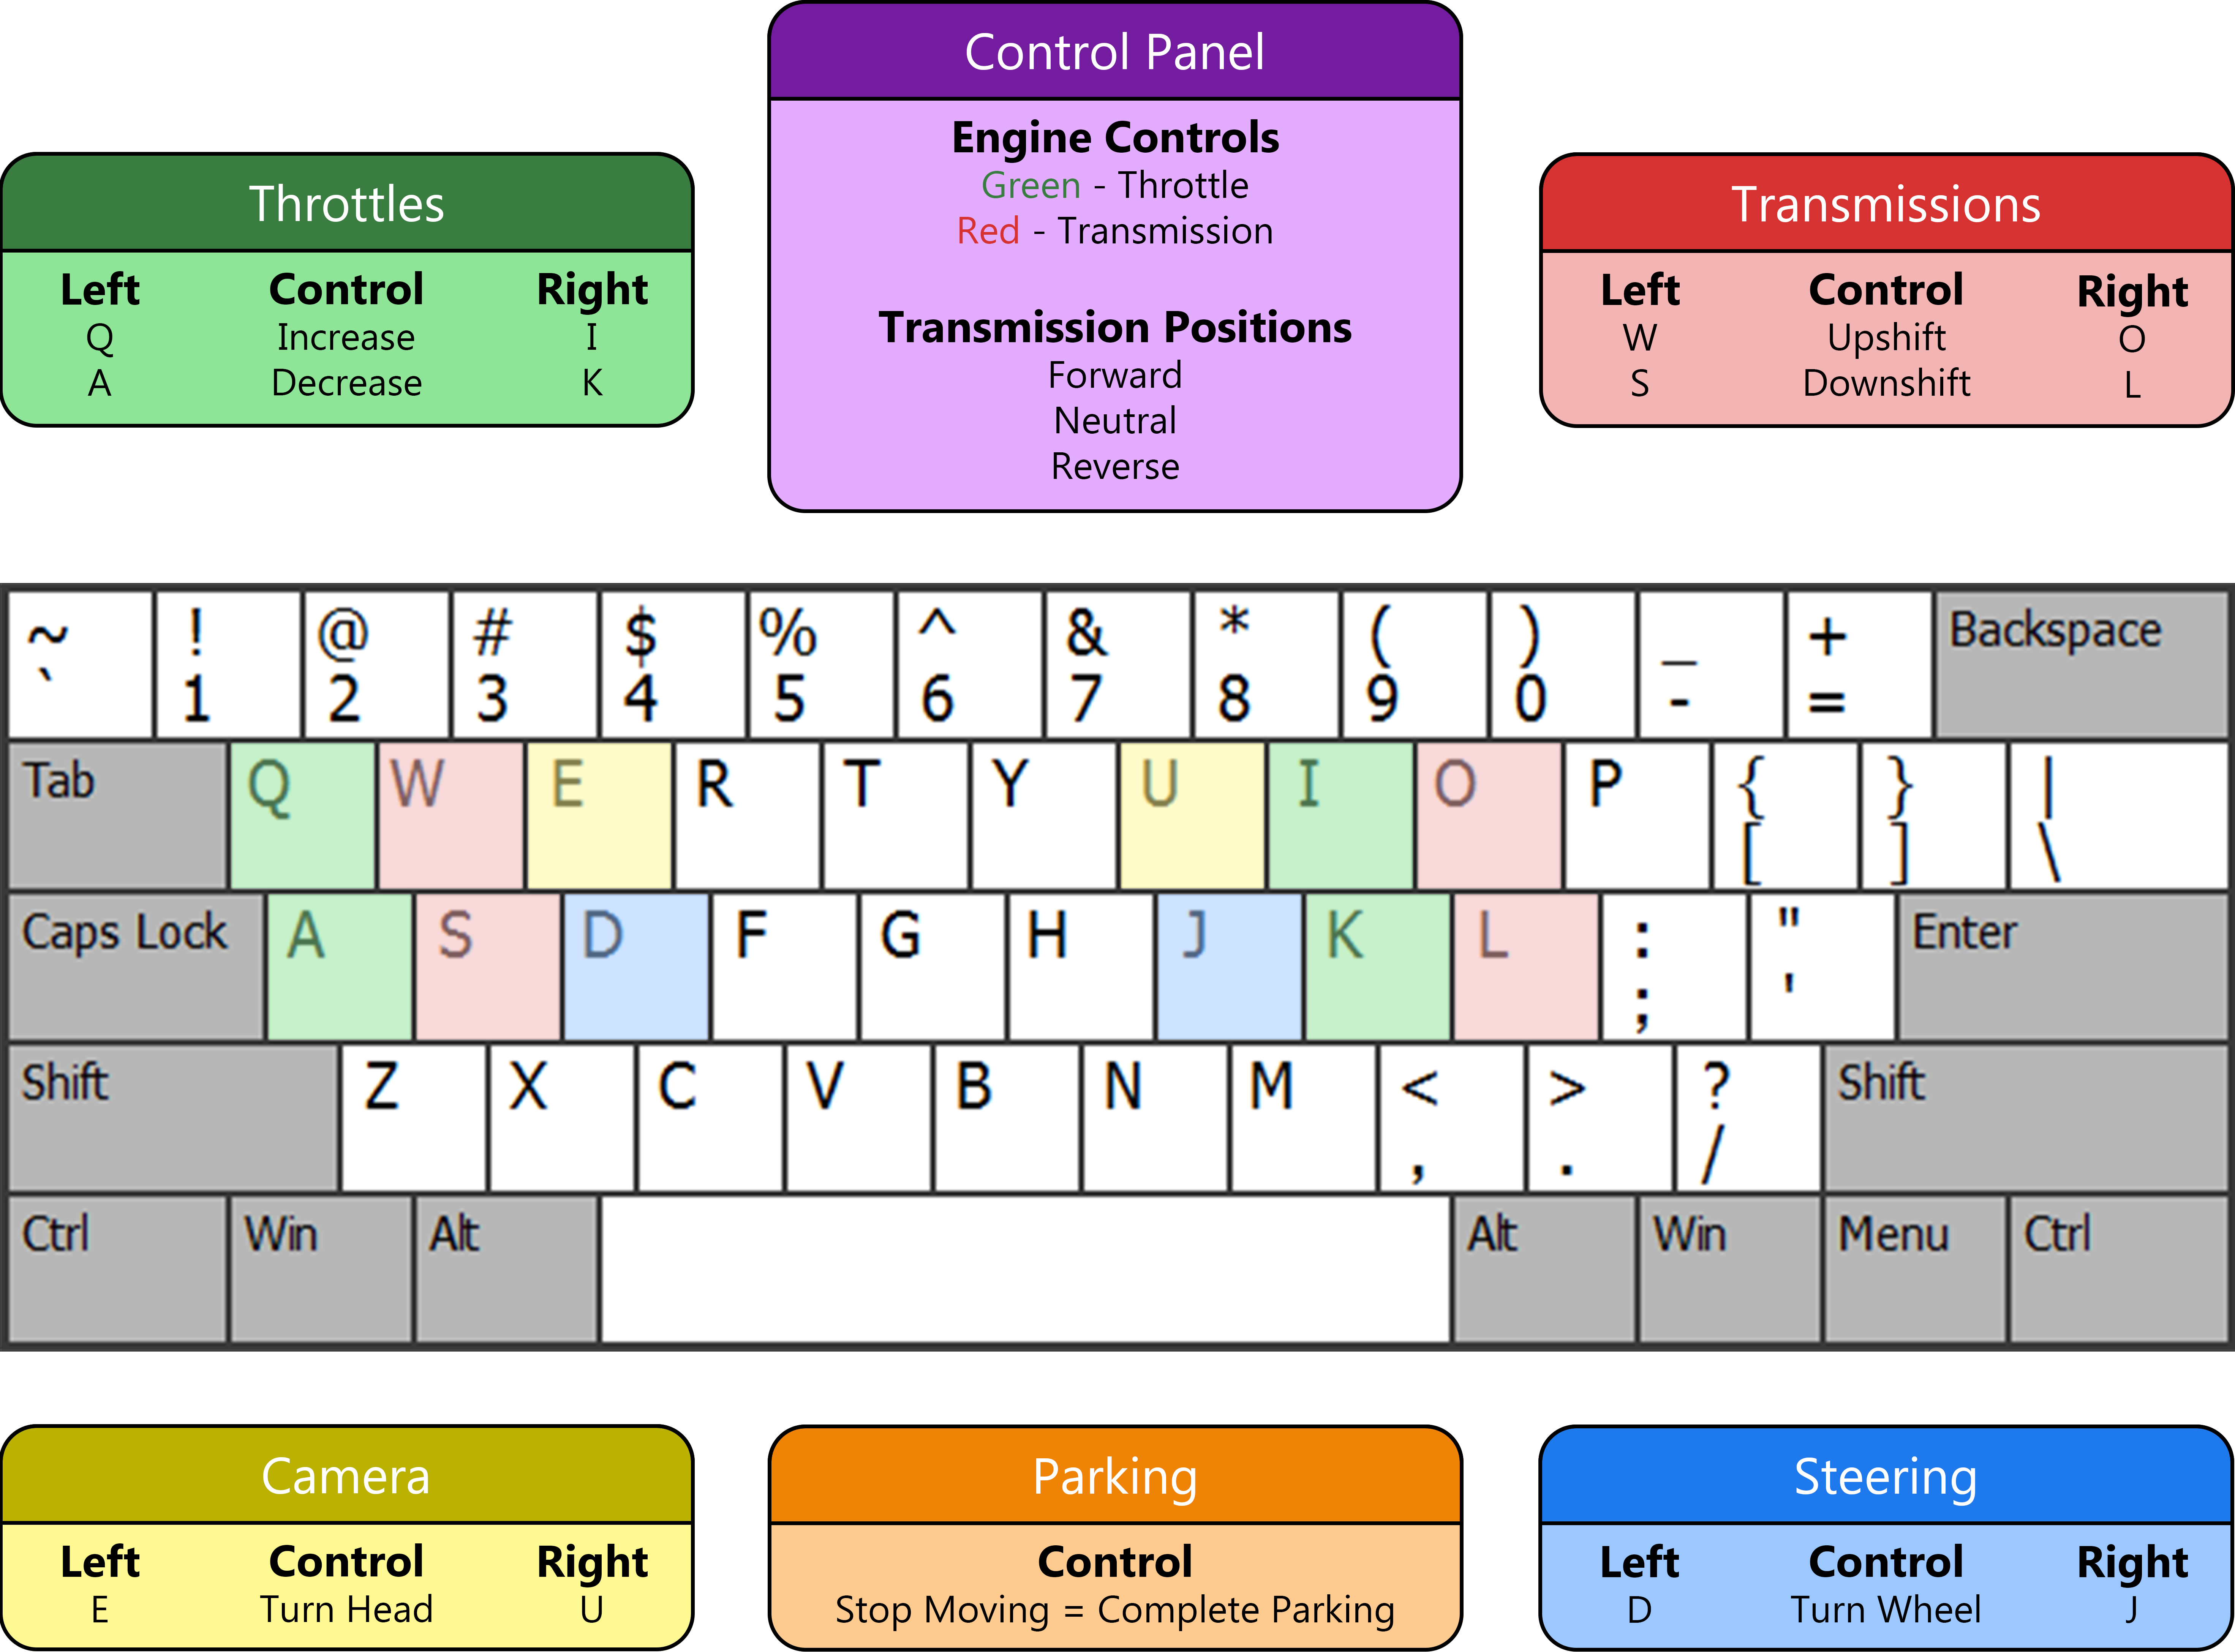 Control Panel
Engine Controls
Green - Throttle
Red - Transmission
Transmission Positions
Forward
Neutral
Reverse
Throttles
Left Control Right
Q Increase I
A Decrease K
Transmissions
Left Control Right
W Upshift O
S Downshift L
~ ! @ # $ % ^ & * ( ) _ + Backspace
` 1 2 3 4 5 6 7 8 9 0 - =
Tab Q W E R T Y U I O P { } |
[ ] \
Caps Lock A S D F G H J K L : " Enter
; '
Shift Z X C V B N M < > ? Shift
, . /
Ctrl Win Alt Alt Win Menu Ctrl
Camera
Left Control Right
E Turn Head U
Parking
Control
Stop Moving = Complete Parking
Steering
Left Control Right
D Turn Wheel J